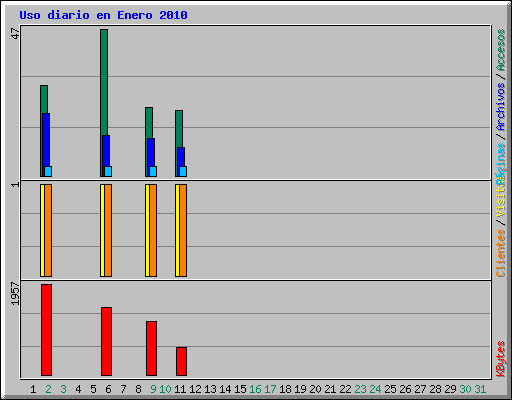 Uso diario en Enero 2010
47
1
1957
Accesos / Archivos / Páginas
Visitas / Clientes
KBytes
1 2 3 4 5 6 7 8 9 10 11 12 13 14 15 16 17 18 19 20 21 22 23 24 25 26 27 28 29 30 31